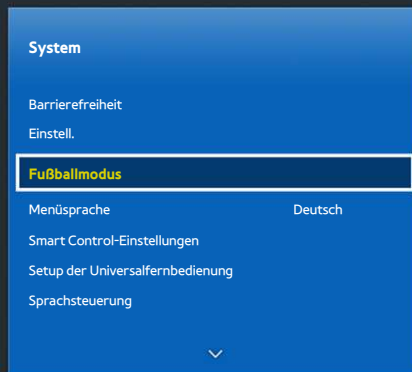 System
Barrierefreiheit
Einstell.
Fußballmodus
Menüsprache Deutsch
Smart Control-Einstellungen
Setup der Universalfernbedienung
Sprachsteuerung